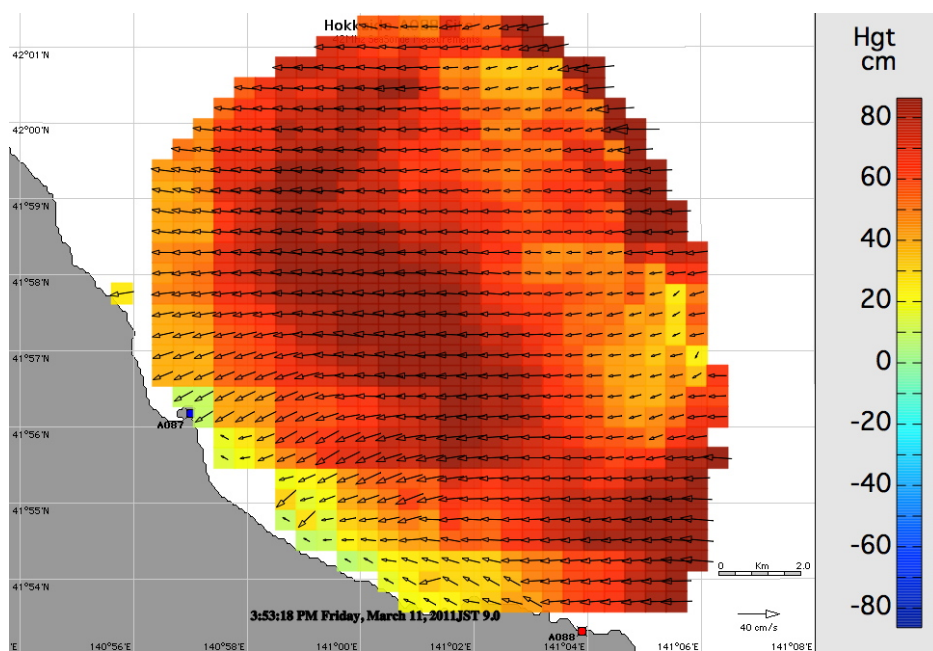 Hokk A088 Si
Hgt
cm
42°01'N
42°00'N
41°59'N
41°58'N
41°57'N
41°56'N
41°55'N
41°54'N
80
60
40
20
0
-20
-40
-60
-80
A087
A088
0 Km 2.0
40 cm/s
3:53:18 PM Friday, March 11, 2011JST 9.0
'E 140°56'E 140°58'E 141°00'E 141°02'E 141°04'E 141°06'E 141°08'E